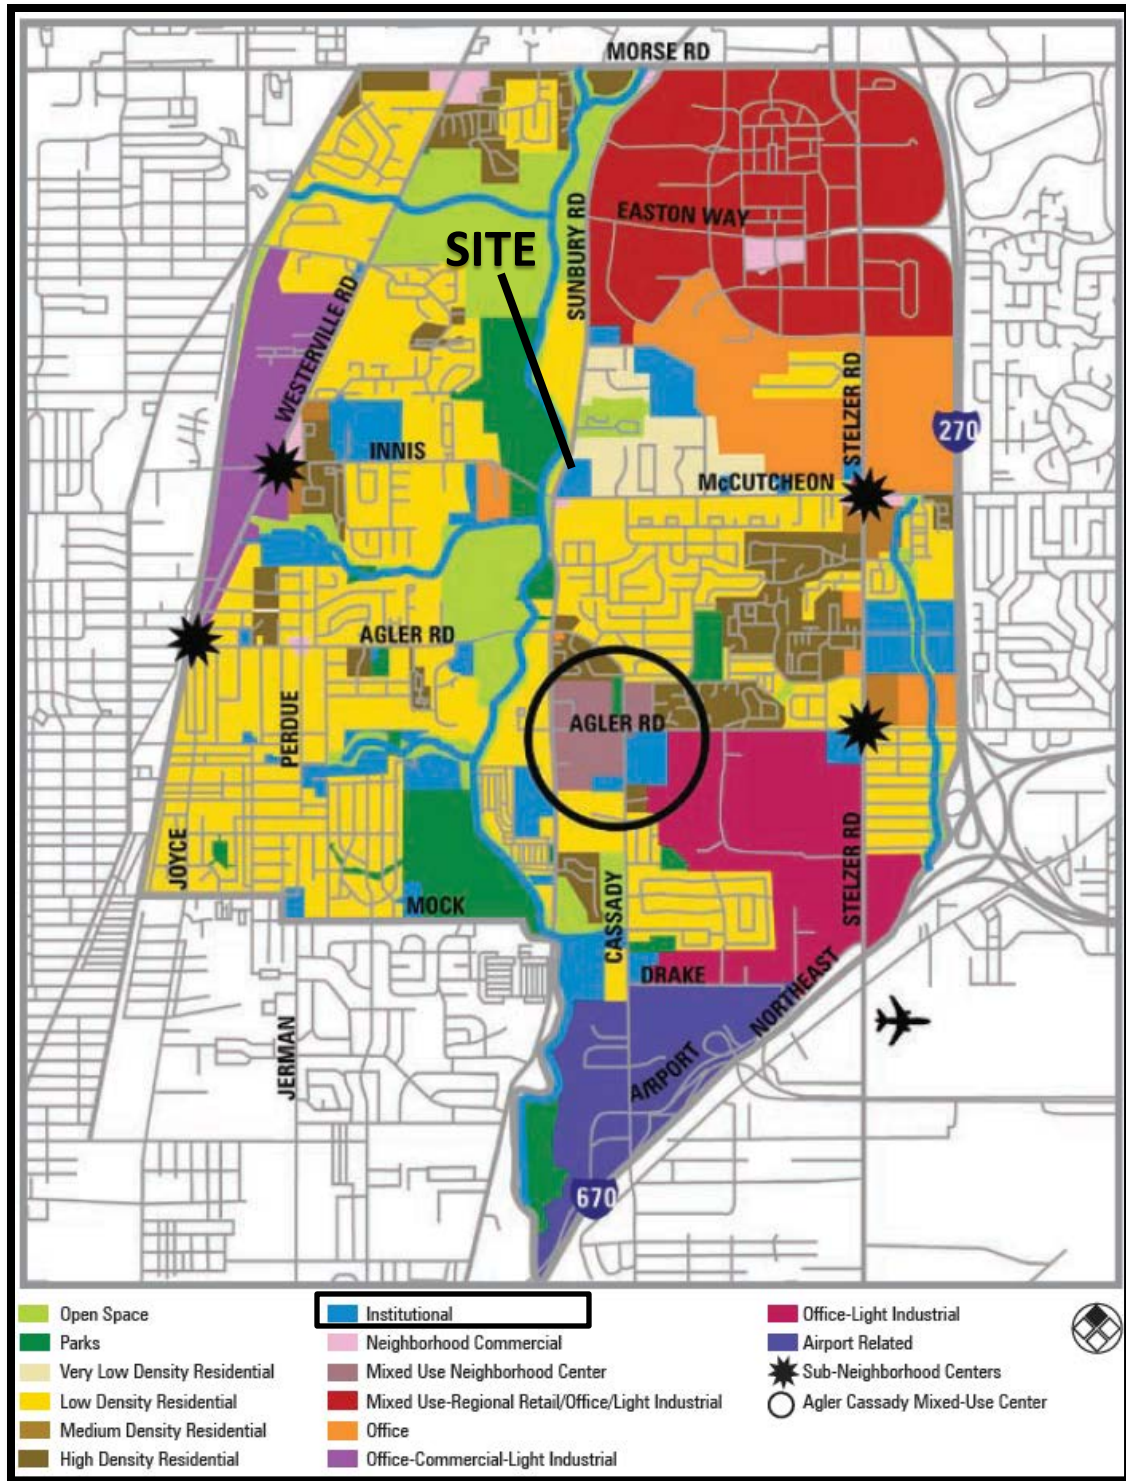 MORSE RD
SUNBURY RD
EASTON WAY
SITE
WESTERVILLE RD
STELZER RD
270
INNIS
McCUTCHEON
AGLER RD
AGLER RD
PERDUE
JOYCE
STELZER RD
MOCK
CASSADY
DRAKE
NORTHEAST
JERMAN
AIRPORT
670
Open Space
Parks
Very Low Density Residential
Low Density Residential
Medium Density Residential
High Density Residential
Institutional
Neighborhood Commercial
Mixed Use Neighborhood Center
Mixed Use-Regional Retail/Office/Light Industrial
Office
Office-Commercial-Light Industrial
Office-Light Industrial
Airport Related
Sub-Neighborhood Centers
Agler Cassady Mixed-Use Center